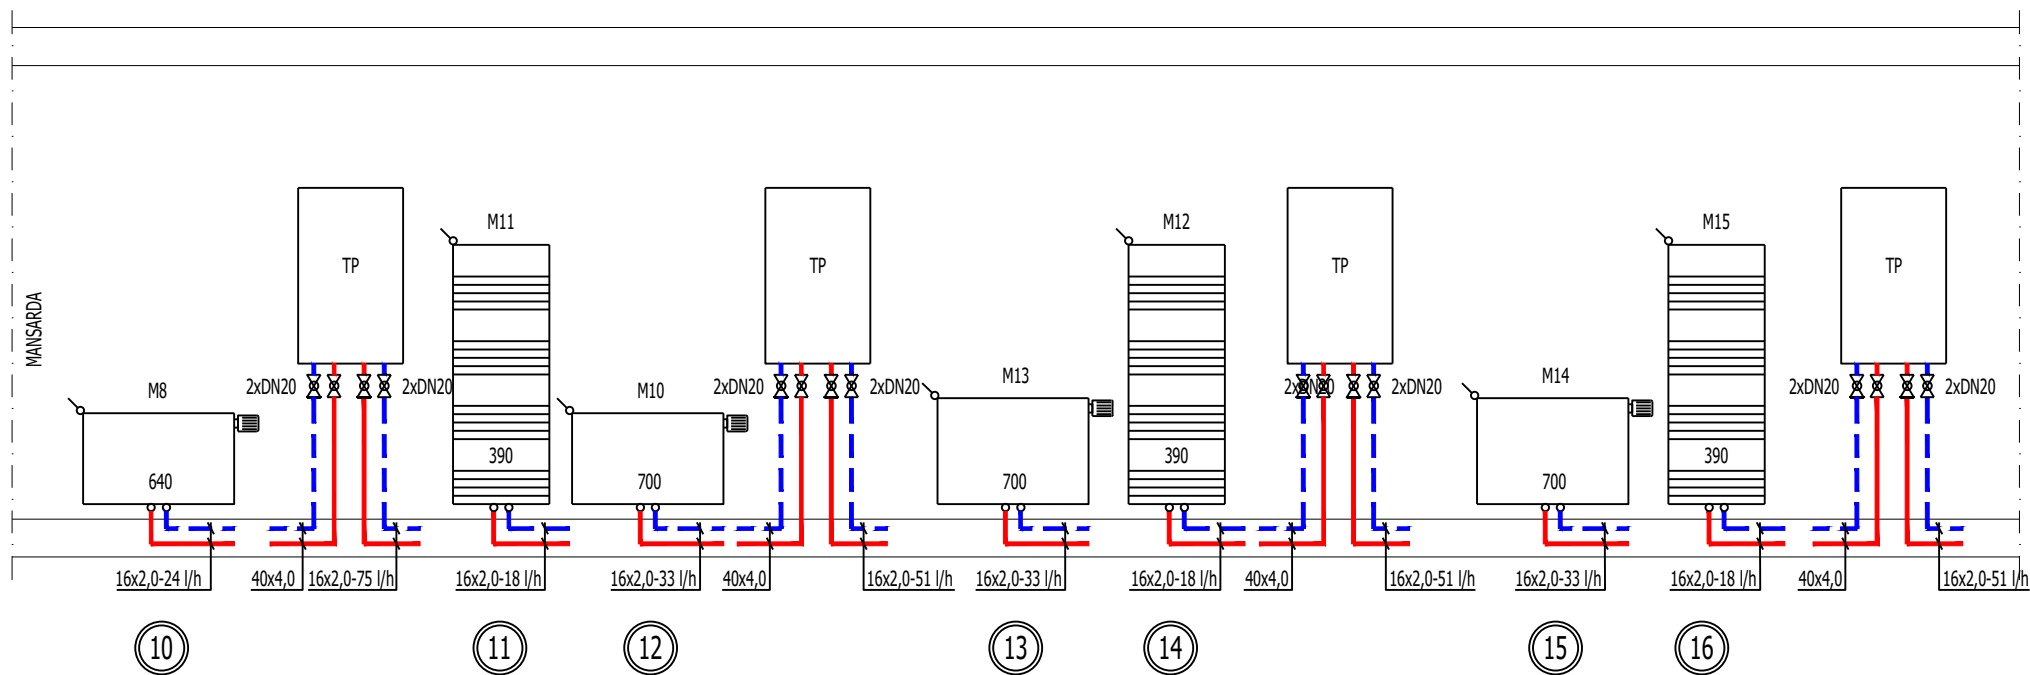 MANSARDA
M11
M12
M15
TP
TP
TP
TP
M8
2xDN20
2xDN20
M10
2xDN20
2xDN20
M13
2xDN20
2xDN20
M14
2xDN20
2xDN20
640
390
700
700
390
700
390
16x2,0-24 l/h
40x4,0
16x2,0-75 l/h
16x2,0-18 l/h
16x2,0-33 l/h
40x4,0
16x2,0-51 l/h
16x2,0-33 l/h
16x2,0-18 l/h
40x4,0
16x2,0-51 l/h
16x2,0-33 l/h
16x2,0-18 l/h
40x4,0
16x2,0-51 l/h
10
11
12
13
14
15
16